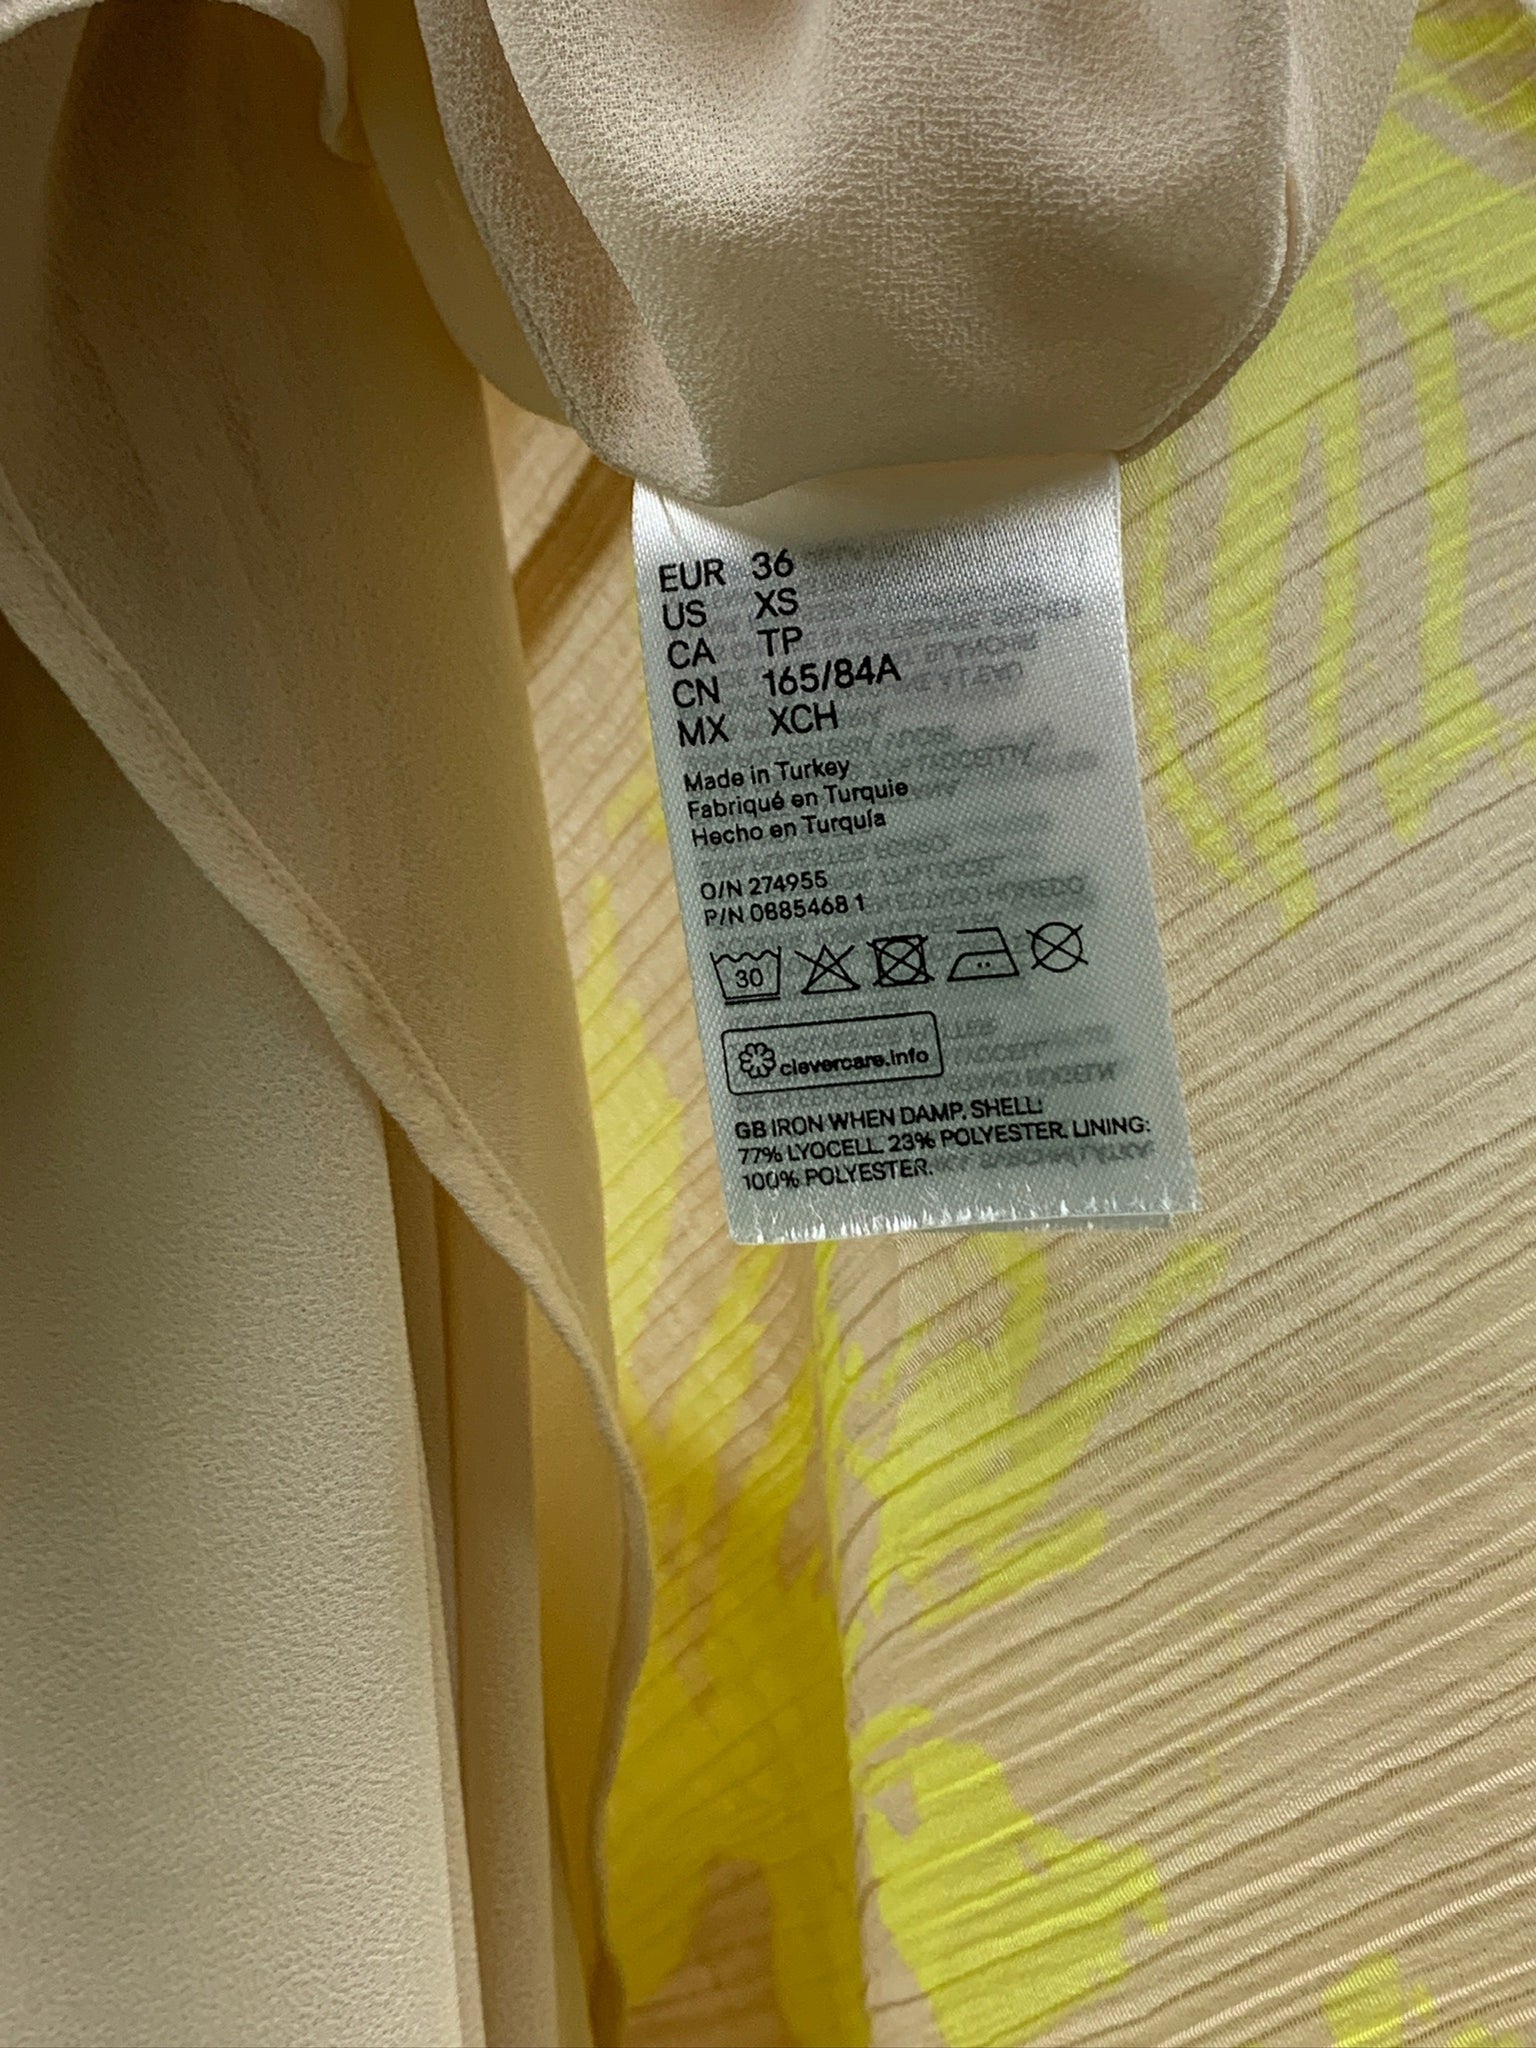 EUR 36
US XS
CA TP
CN 165/84A
MX XCH
Made in Turkey
Fabriqué en Turquie
Hecho en Turquía
O/N 274955
P/N 0885468 1
30
clevercare.info
GB IRON WHEN DAMP. SHELL:
77% LYOCELL. 23% POLYESTER. LINING:
100% POLYESTER.